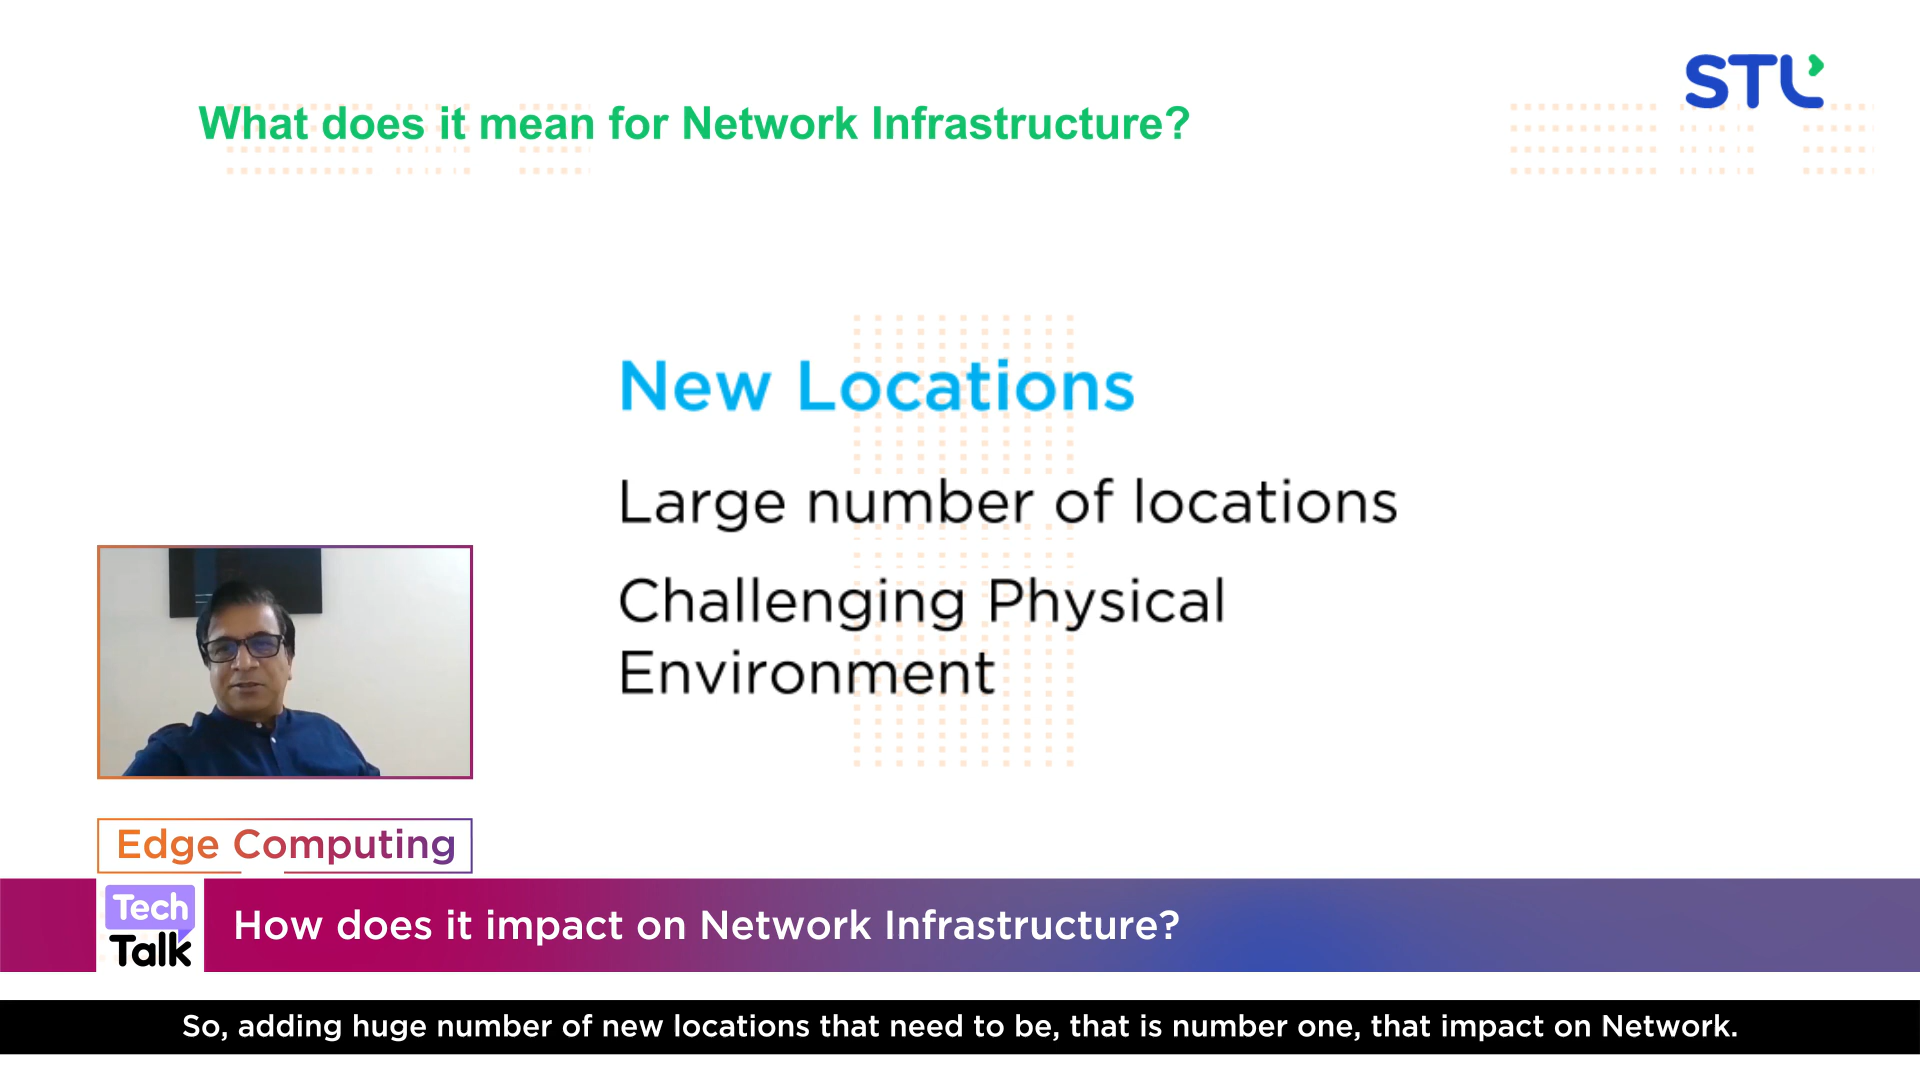 STL
What does it mean for Network Infrastructure?
New Locations
Large number of locations
Challenging Physical
Environment
Edge Computing
Tech
Talk
How does it impact on Network Infrastructure?
So, adding huge number of new locations that need to be, that is number one, that impact on Network.